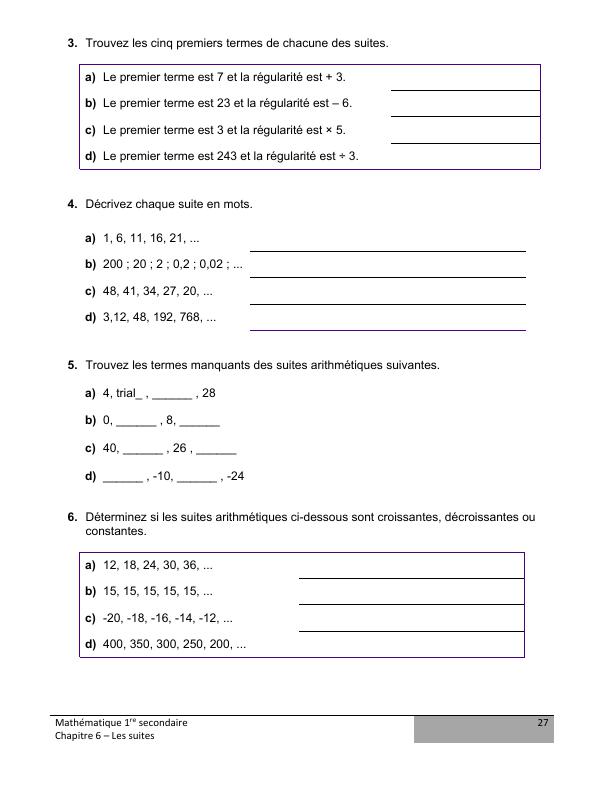 3. Trouvez les cinq premiers termes de chacune des suites.
a) Le premier terme est 7 et la régularité est + 3.
b) Le premier terme est 23 et la régularité est – 6.
c) Le premier terme est 3 et la régularité est × 5.
d) Le premier terme est 243 et la régularité est ÷ 3.
4. Décrivez chaque suite en mots.
a) 1, 6, 11, 16, 21, ...
b) 200 ; 20 ; 2 ; 0,2 ; 0,02 ; ...
c) 48, 41, 34, 27, 20, ...
d) 3,12, 48, 192, 768, ...
5. Trouvez les termes manquants des suites arithmétiques suivantes.
a) 4, trial_ , ______ , 28
b) 0, ______ , 8, ______
c) 40, ______ , 26 , ______
d) ______ , -10, ______ , -24
6. Déterminez si les suites arithmétiques ci-dessous sont croissantes, décroissantes ou
constantes.
a) 12, 18, 24, 30, 36, ...
b) 15, 15, 15, 15, 15, ...
c) -20, -18, -16, -14, -12, ...
d) 400, 350, 300, 250, 200, ...
Mathématique 1re secondaire
27
Chapitre 6 – Les suites